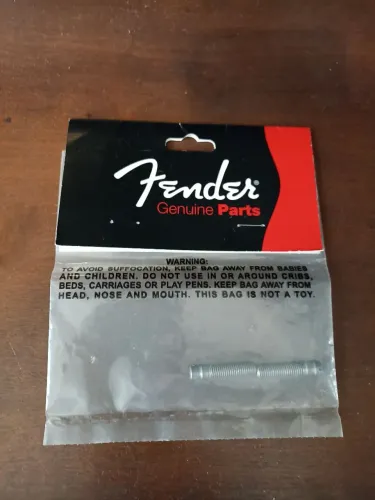 Fender®
Genuine Parts
WARNING:
TO AVOID SUFFOCATION, KEEP BAG AWAY FROM BABIES
AND CHILDREN. DO NOT USE IN OR AROUND CRIBS,
BEDS, CARRIAGES OR PLAY PENS. KEEP BAG AWAY FROM
HEAD, NOSE AND MOUTH. THIS BAG IS NOT A TOY.